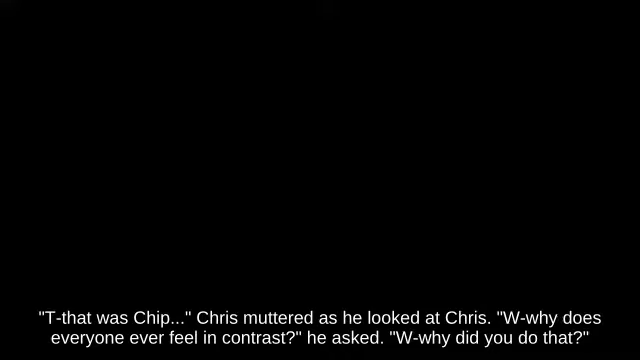 "T-that was Chip..." Chris muttered as he looked at Chris. "W-why does
everyone ever feel in contrast?" he asked. "W-why did you do that?"